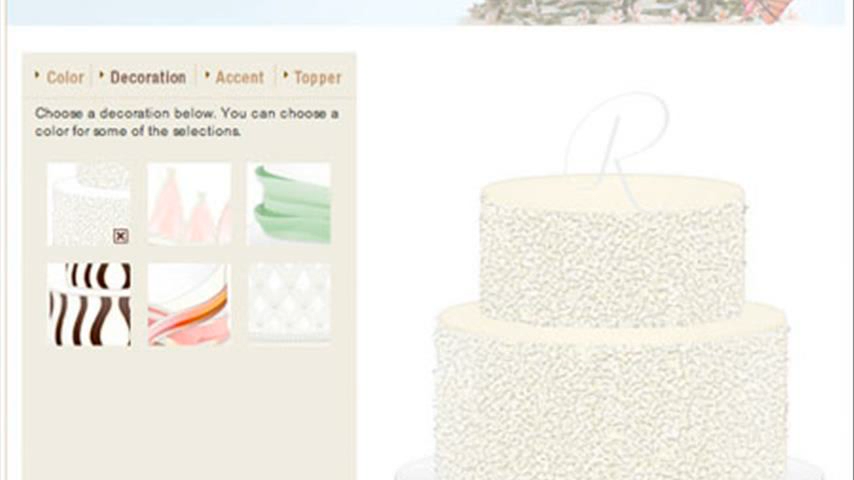 Color Decoration Accent Topper
Choose a decoration below. You can choose a
color for some of the selections.
R